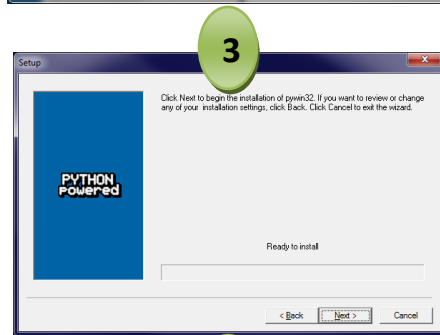 3
Setup
Click Next to begin the installation of pywin32. If you want to review or change
any of your installation settings, click Back. Click Cancel to exit the wizard.
PYTHON
Powered
Ready to install
< Back
Next >
Cancel